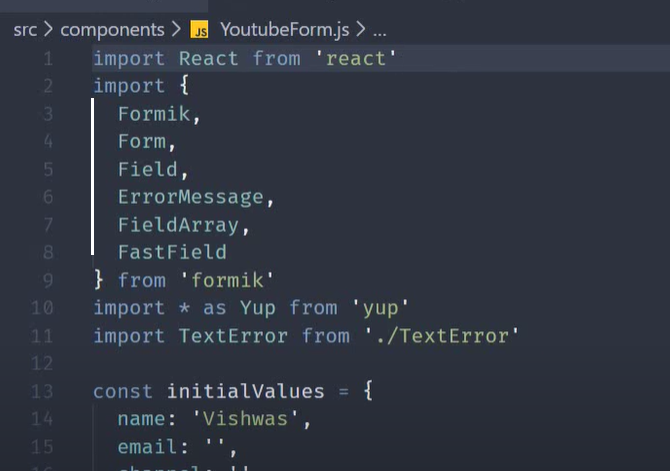 src > components > JS YoutubeForm.js > ...
1 import React from 'react'
2 import {
3 Formik,
4 Form,
5 Field,
6 ErrorMessage,
7 FieldArray,
8 FastField
9 } from 'formik'
10 import * as Yup from 'yup'
11 import TextError from './TextError'
12
13 const initialValues = {
14 name: 'Vishwas',
15 email: '',